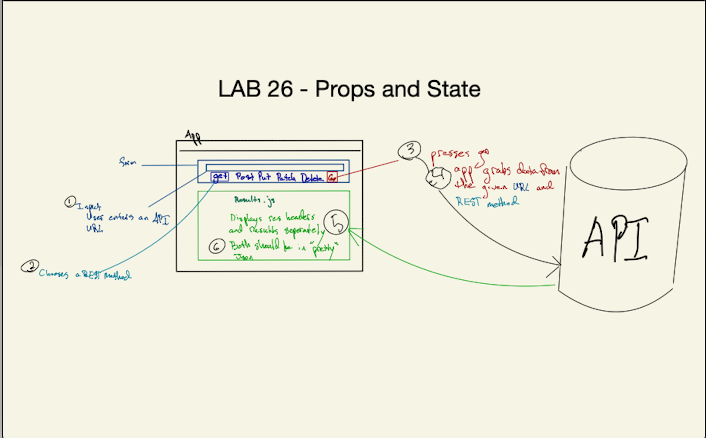 LAB 26 - Props and State
App
form
get Post Put Patch Delete Go
3
presses go
4
app grabs data from
the given URL and
REST method
Results.js
Displays res headers
and results seperately
5
6 Both should be in "pretty"
Json
1 Input
User enters an API
URL
2
Chooses a REST method
API